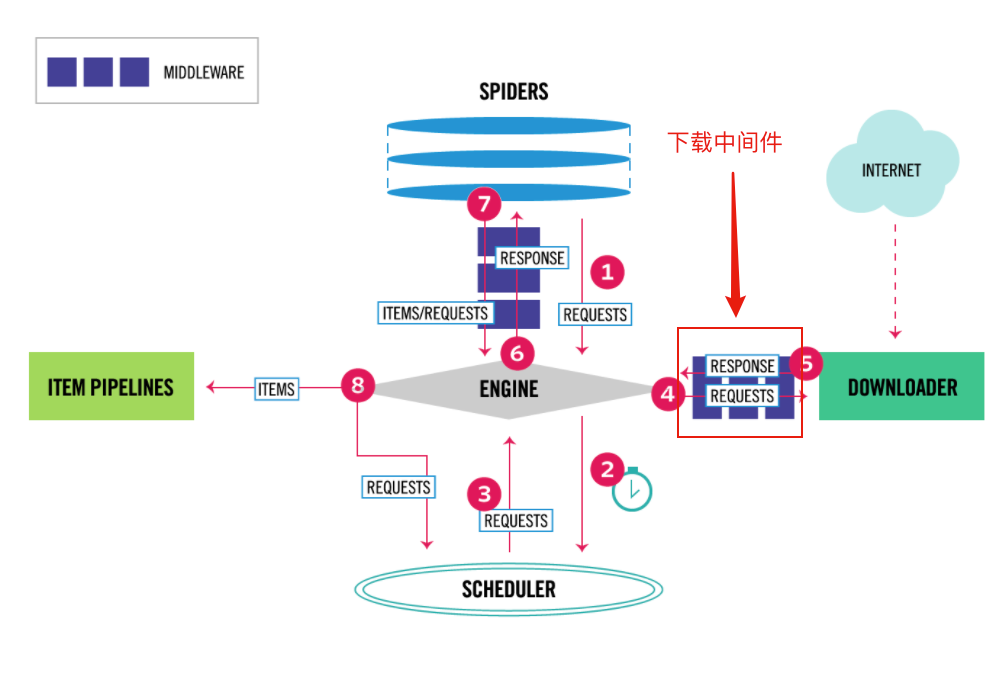 MIDDLEWARE
SPIDERS
下载中间件
INTERNET
7
RESPONSE
1
ITEMS/REQUESTS
REQUESTS
6
5
RESPONSE
ITEM PIPELINES
ITEMS
8
ENGINE
4
REQUESTS
DOWNLOADER
2
REQUESTS
3
REQUESTS
SCHEDULER